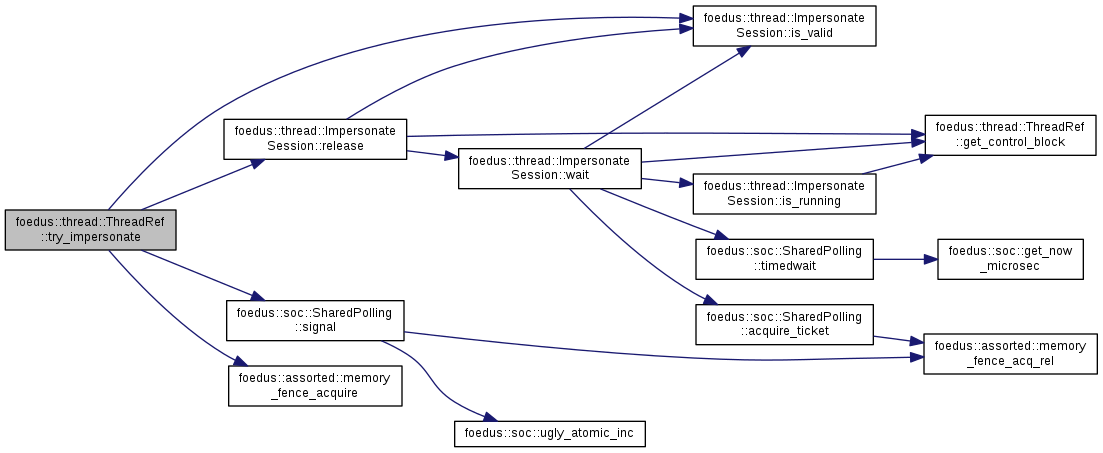 foedus::thread::Impersonate
Session::is_valid
foedus::thread::Impersonate
Session::release
foedus::thread::ThreadRef
::get_control_block
foedus::thread::Impersonate
Session::wait
foedus::thread::Impersonate
Session::is_running
foedus::thread::ThreadRef
::try_impersonate
foedus::soc::SharedPolling
::timedwait
foedus::soc::get_now
_microsec
foedus::soc::SharedPolling
::signal
foedus::soc::SharedPolling
::acquire_ticket
foedus::assorted::memory
_fence_acq_rel
foedus::assorted::memory
_fence_acquire
foedus::soc::ugly_atomic_inc